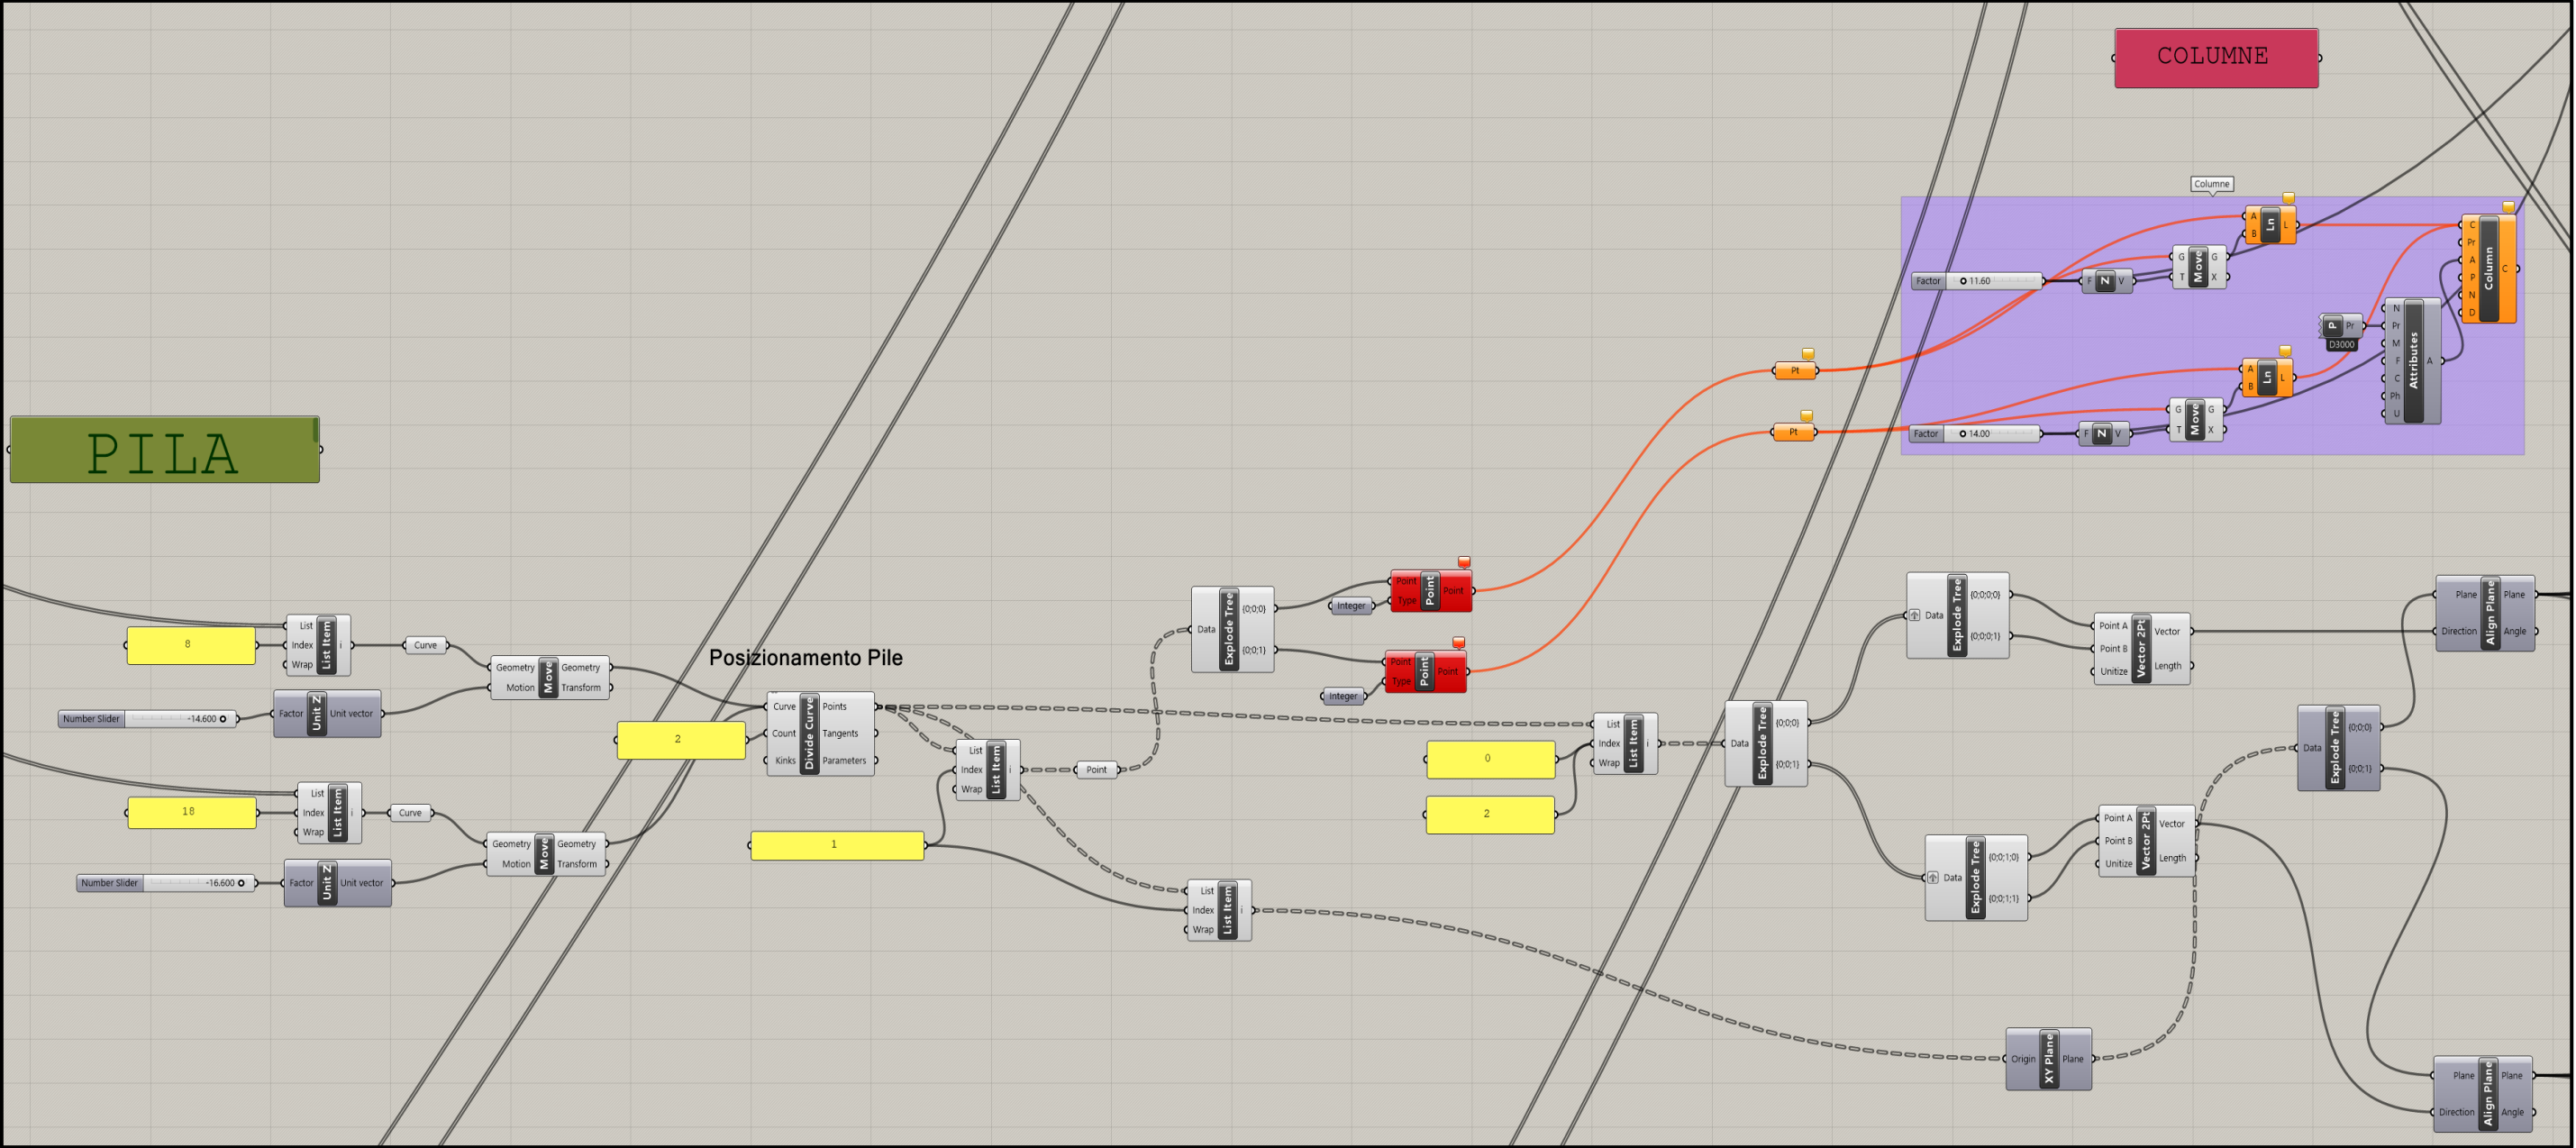 COLUMNE
Columne
A
B
Ln
L
C
Pr
A
P
N
D
Column
C
Factor
11.60
F
Z
V
G
T
Move
G
X
P
Pr
D3000
N
Pr
M
F
C
Ph
U
Attributes
A
Pt
Pt
A
B
Ln
L
Factor
14.00
F
Z
V
G
T
Move
G
X
PILA
Point
Type
Point
Point
Integer
Data
Explode Tree
{0;0;0}
{0;0;1}
Point
Type
Point
Point
Integer
8
List
Index
Wrap
List Item
i
Curve
Number Slider
-14.600
Factor
Unit Z
Unit vector
Geometry
Motion
Move
Geometry
Transform
Posizionamento Pile
2
Curve
Count
Kinks
Divide Curve
Points
Tangents
Parameters
List
Index
Wrap
List Item
i
Point
18
List
Index
Wrap
List Item
i
Curve
Number Slider
-16.600
Factor
Unit Z
Unit vector
Geometry
Motion
Move
Geometry
Transform
1
List
Index
Wrap
List Item
i
0
2
List
Index
Wrap
List Item
i
Data
Explode Tree
{0;0;0}
{0;0;1}
Data
Explode Tree
{0;0;0;0}
{0;0;0;1}
Point A
Point B
Unitize
Vector 2Pt
Vector
Length
Plane
Direction
Align Plane
Plane
Angle
Data
Explode Tree
{0;0;0}
{0;0;1}
Data
Explode Tree
{0;0;1;0}
{0;0;1;1}
Point A
Point B
Unitize
Vector 2Pt
Vector
Length
Origin
XY Plane
Plane
Plane
Direction
Align Plane
Plane
Angle